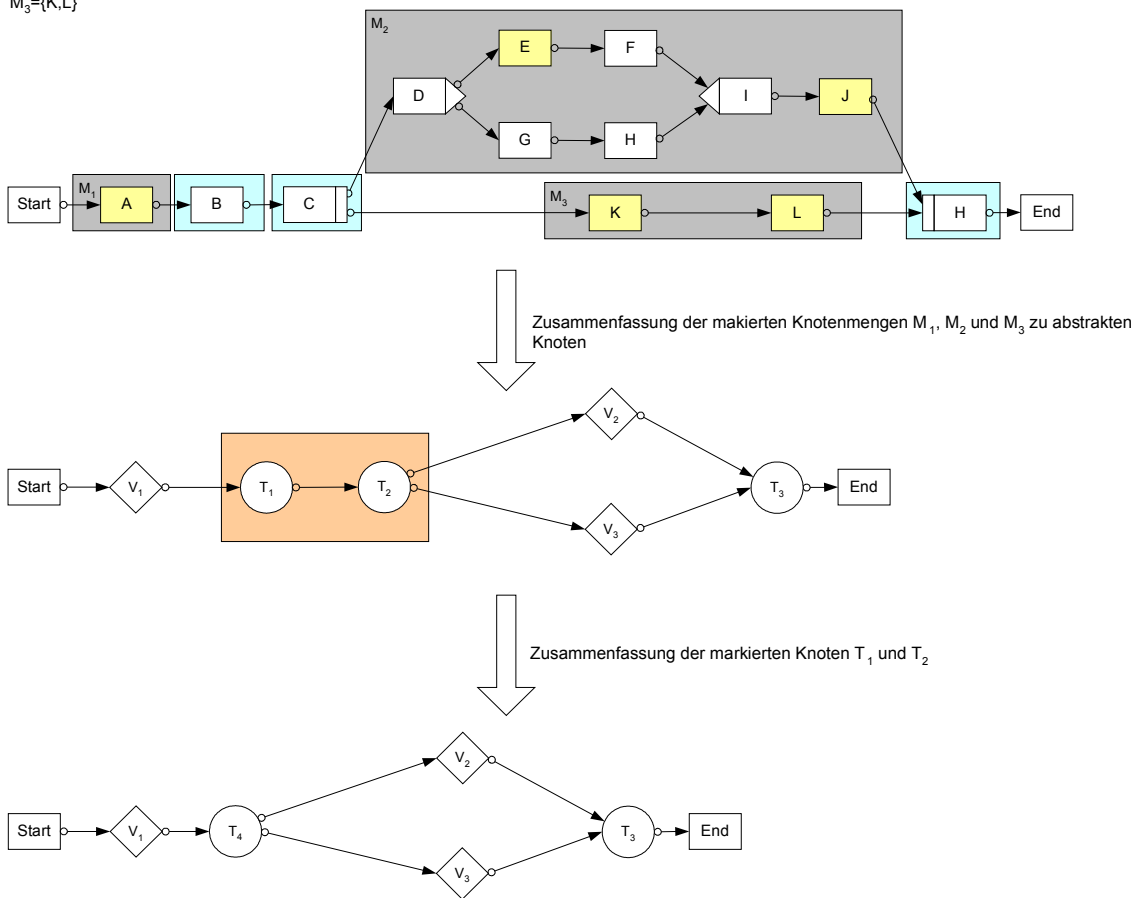 M3={K,L}
M2
E
F
D
I
J
G
H
M1
Start
A
B
C
M3
K
L
H
End
Zusammenfassung der makierten Knotenmengen M1, M2 und M3 zu abstrakten
Knoten
V2
Start
V1
T1
T2
T3
End
V3
Zusammenfassung der markierten Knoten T1 und T2
V2
Start
V1
T4
T3
End
V3